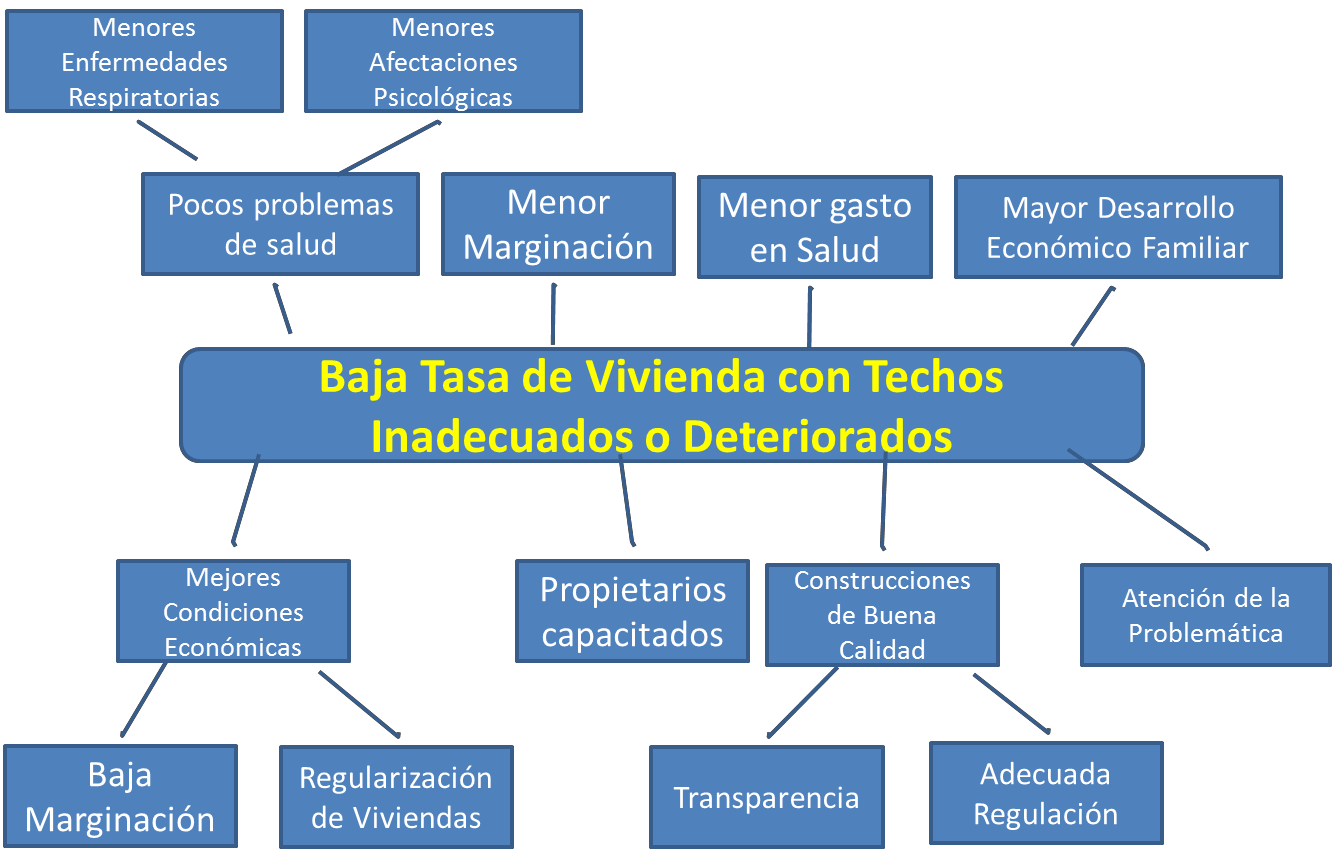 Menores
Enfermedades
Respiratorias
Menores
Afectaciones
Psicológicas
Pocos problemas
de salud
Menor
Marginación
Menor gasto
en Salud
Mayor Desarrollo
Económico Familiar
Baja Tasa de Vivienda con Techos
Inadecuados o Deteriorados
Mejores
Condiciones
Económicas
Propietarios
capacitados
Construcciones
de Buena
Calidad
Atención de la
Problemática
Baja
Marginación
Regularización
de Viviendas
Transparencia
Adecuada
Regulación